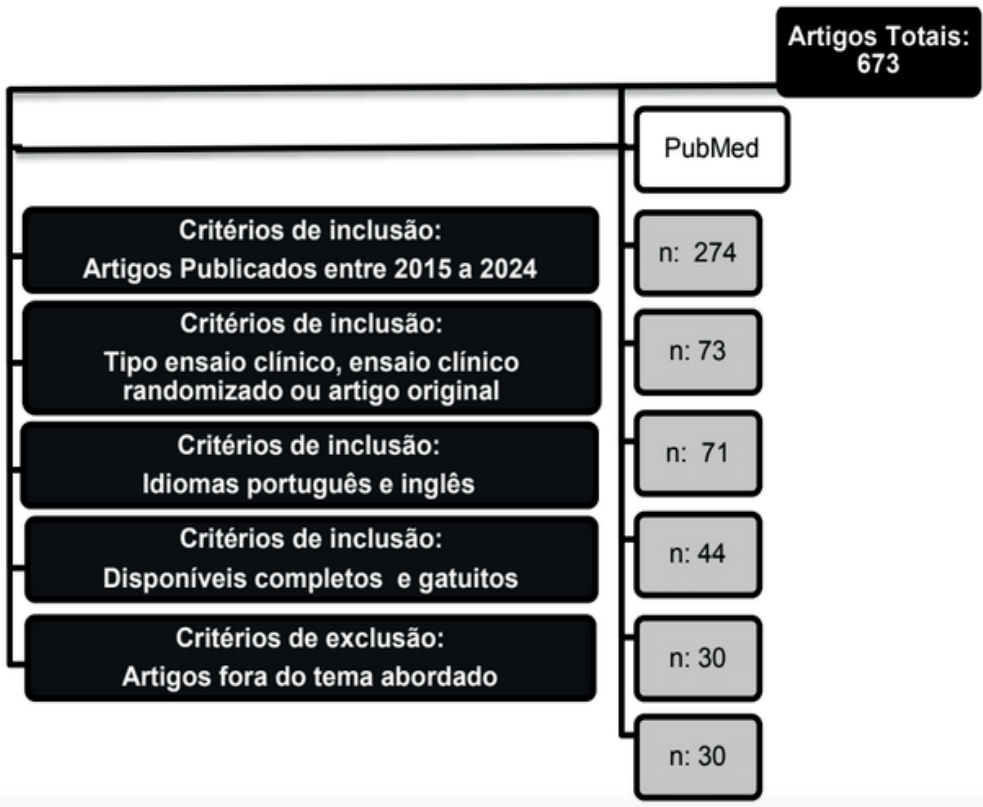 Artigos Totais:
673
PubMed
Critérios de inclusão:
Artigos Publicados entre 2015 a 2024
n: 274
Critérios de inclusão:
Tipo ensaio clínico, ensaio clínico
randomizado ou artigo original
n: 73
Critérios de inclusão:
Idiomas português e inglês
n: 71
Critérios de inclusão:
Disponíveis completos e gatuitos
n: 44
Critérios de exclusão:
Artigos fora do tema abordado
n: 30
n: 30